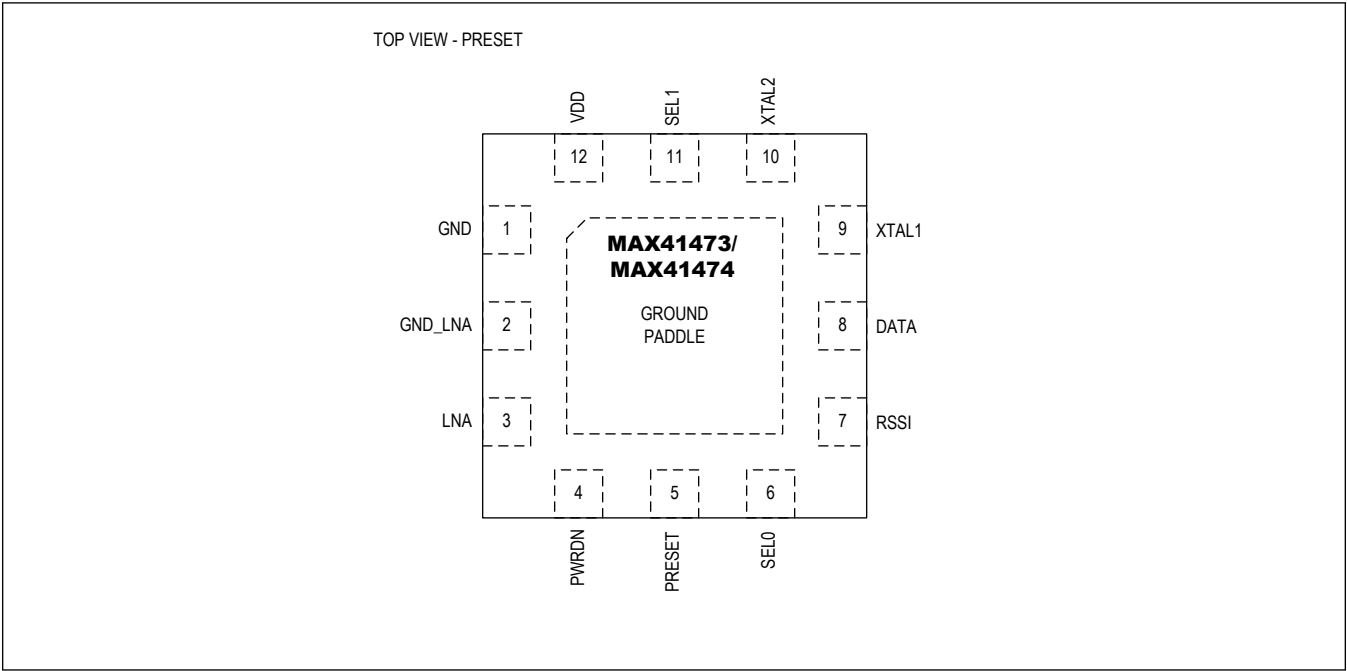 TOP VIEW - PRESET
VDD
SEL1
XTAL2
12
11
10
GND
1
MAX41473/
MAX41474
9
XTAL1
GND_LNA
2
GROUND
PADDLE
8
DATA
LNA
3
7
RSSI
4
5
6
PWRDN
PRESET
SEL0